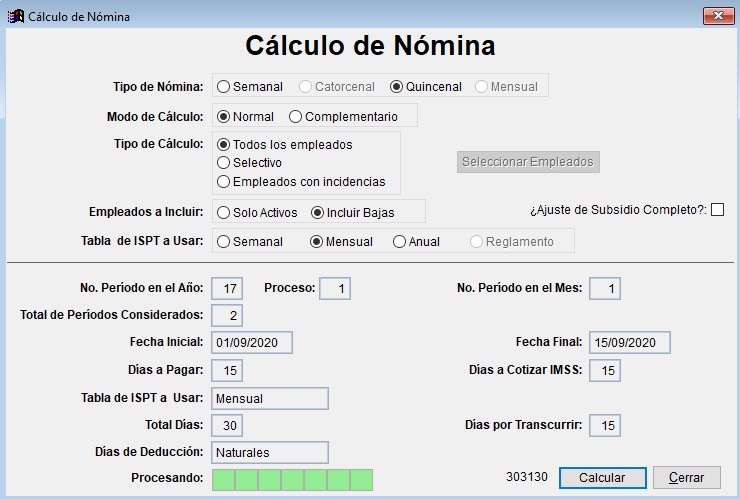 Cálculo de Nómina
Cálculo de Nómina
Tipo de Nómina: Semanal Catorcenal Quincenal Mensual
Modo de Cálculo: Normal Complementario
Tipo de Cálculo: Todos los empleados
Selectivo Seleccionar Empleados
Empleados con incidencias
Empleados a Incluir: Solo Activos Incluir Bajas ¿Ajuste de Subsidio Completo?:
Tabla de ISPT a Usar: Semanal Mensual Anual Reglamento
No. Período en el Año: 17 Proceso: 1 No. Período en el Mes: 1
Total de Períodos Considerados: 2
Fecha Inicial: 01/09/2020 Fecha Final: 15/09/2020
Días a Pagar: 15 Días a Cotizar IMSS: 15
Tabla de ISPT a Usar: Mensual
Total Días: 30 Días por Transcurrir: 15
Días de Deducción: Naturales
Procesando: 303130 Calcular Cerrar